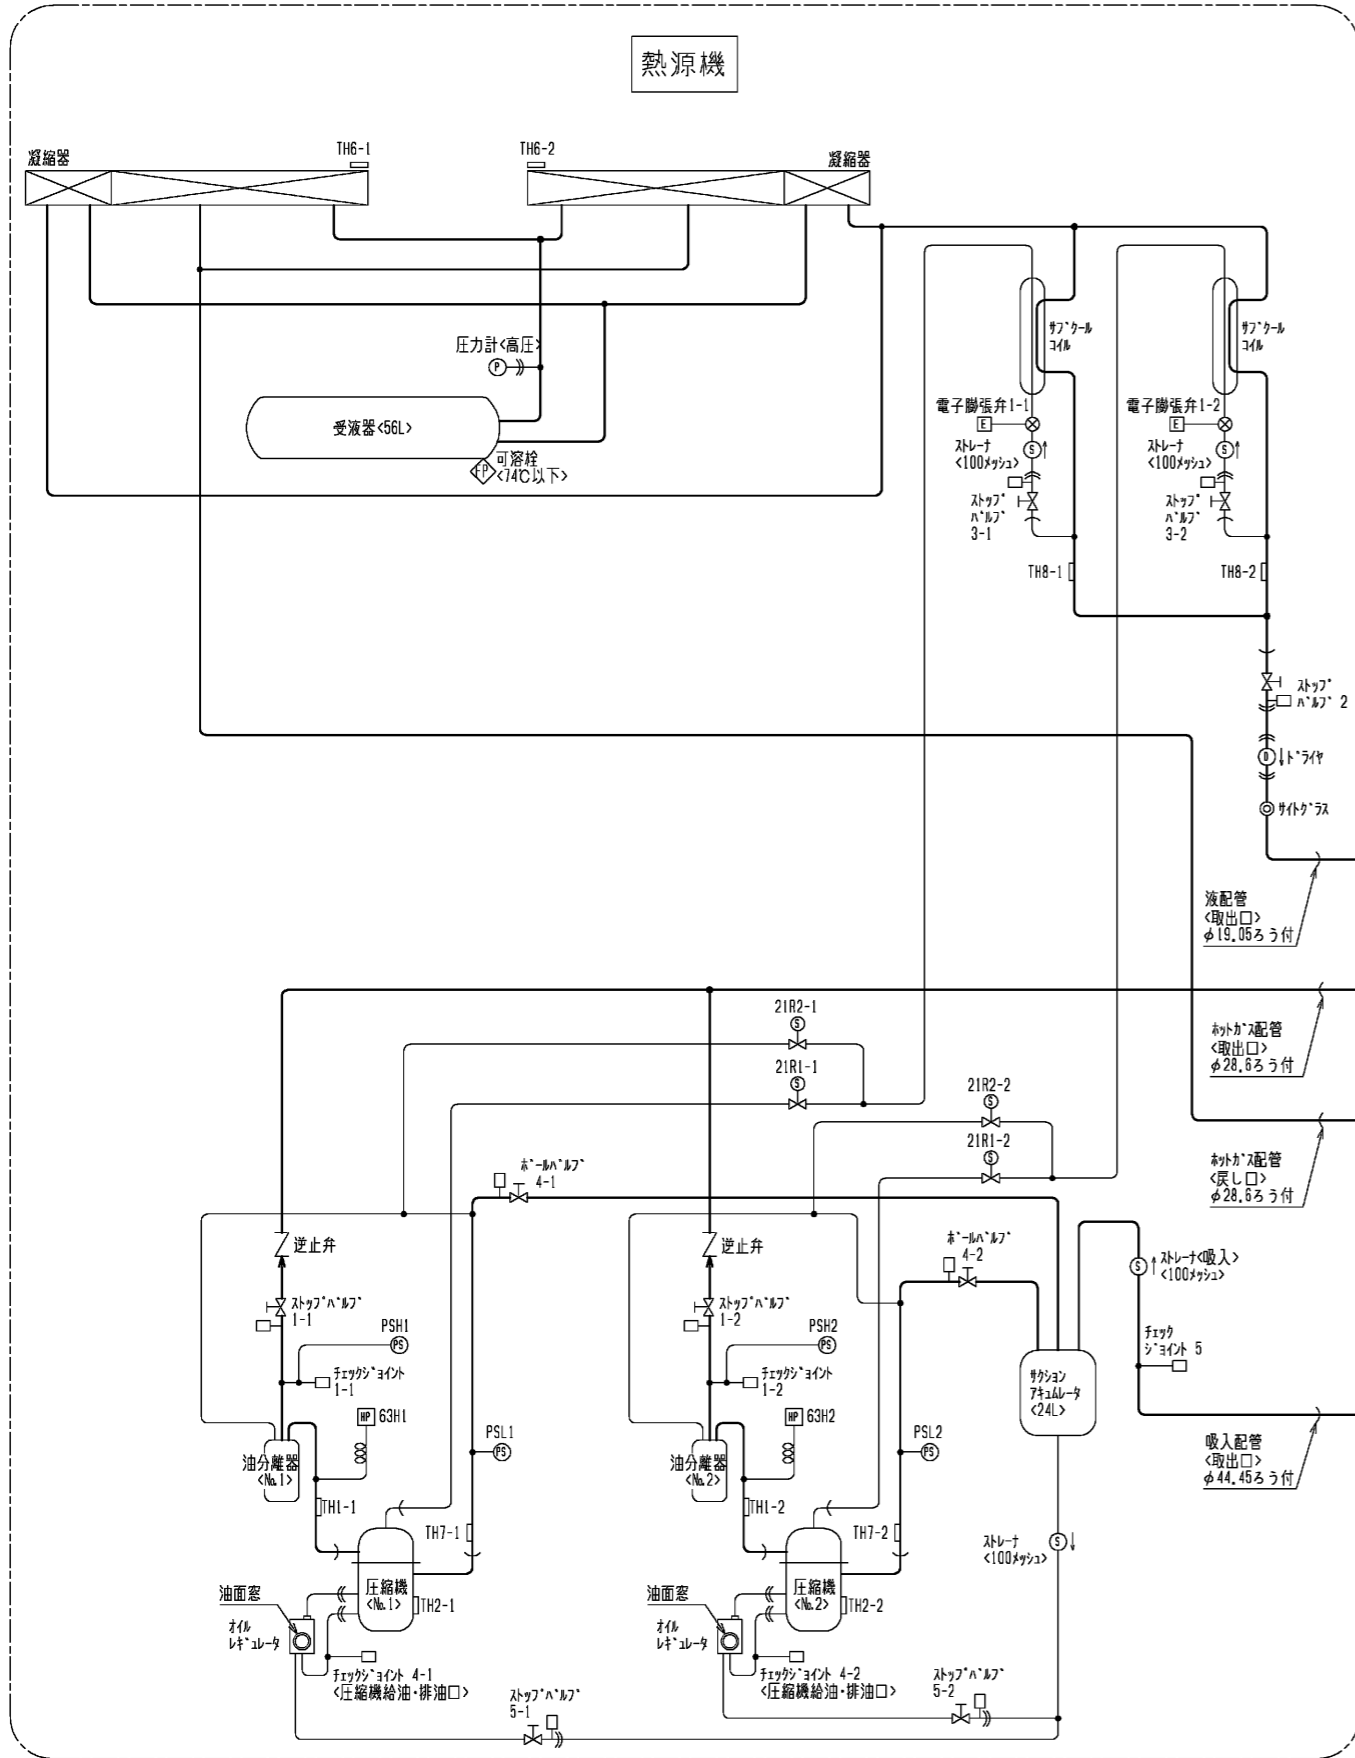 熱源機
凝縮器
TH6-1
TH6-2
凝縮器
圧力計<高圧>
P
受液器<56L>
FP
可溶栓
<74℃以下>
サブクール
コイル
サブクール
コイル
電子膨張弁1-1
E
ストレーナ
<100メッシュ>
S
ストップ
バルブ
3-1
TH8-1
電子膨張弁1-2
E
ストレーナ
<100メッシュ>
S
ストップ
バルブ
3-2
TH8-2
ストップ
バルブ 2
D
ドライヤ
サイトグラス
液配管
<取出口>
φ19.05ろう付
ホットガス配管
<取出口>
φ28.6ろう付
ホットガス配管
<戻し口>
φ28.6ろう付
21R2-1
S
21R1-1
S
21R2-2
S
21R1-2
S
ボールバルブ
4-1
ボールバルブ
4-2
逆止弁
逆止弁
S
ストレーナ<吸入>
<100メッシュ>
ストップバルブ
1-1
ストップバルブ
1-2
PSH1
PS
PSH2
PS
チェック
ジョイント 5
チェックジョイント
1-1
チェックジョイント
1-2
サクション
アキュムレータ
<24L>
HP
63H1
HP
63H2
PSL1
PS
PSL2
PS
吸入配管
<取出口>
φ44.45ろう付
油分離器
<No.1>
油分離器
<No.2>
TH1-1
TH7-1
TH1-2
TH7-2
ストレーナ
<100メッシュ>
S
圧縮機
<No.1>
TH2-1
圧縮機
<No.2>
TH2-2
油面窓
オイル
レギュレータ
油面窓
オイル
レギュレータ
チェックジョイント 4-1
<圧縮機給油・排油口>
チェックジョイント 4-2
<圧縮機給油・排油口>
ストップバルブ
5-1
ストップバルブ
5-2